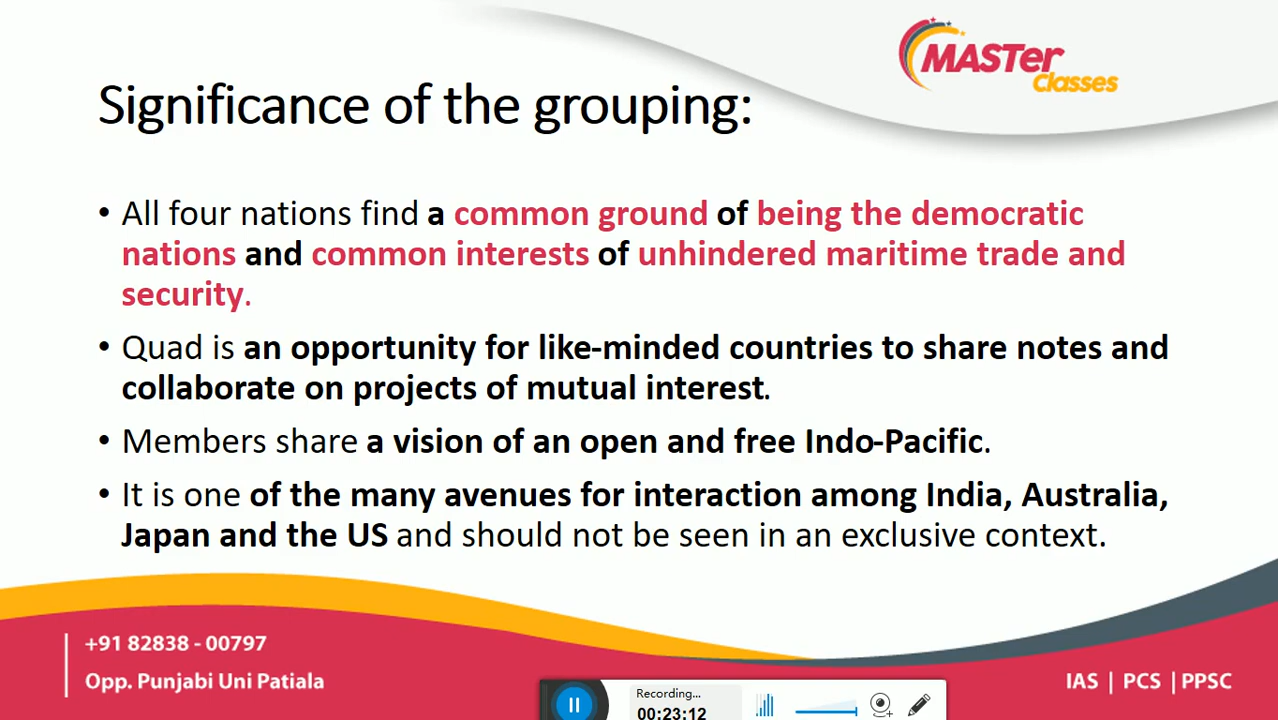 MASTer
Classes
Significance of the grouping:
• All four nations find a common ground of being the democratic
nations and common interests of unhindered maritime trade and
security.
• Quad is an opportunity for like-minded countries to share notes and
collaborate on projects of mutual interest.
• Members share a vision of an open and free Indo-Pacific.
• It is one of the many avenues for interaction among India, Australia,
Japan and the US and should not be seen in an exclusive context.
+91 82838 - 00797
Opp. Punjabi Uni Patiala
IAS | PCS | PPSC
Recording...
00:23:12